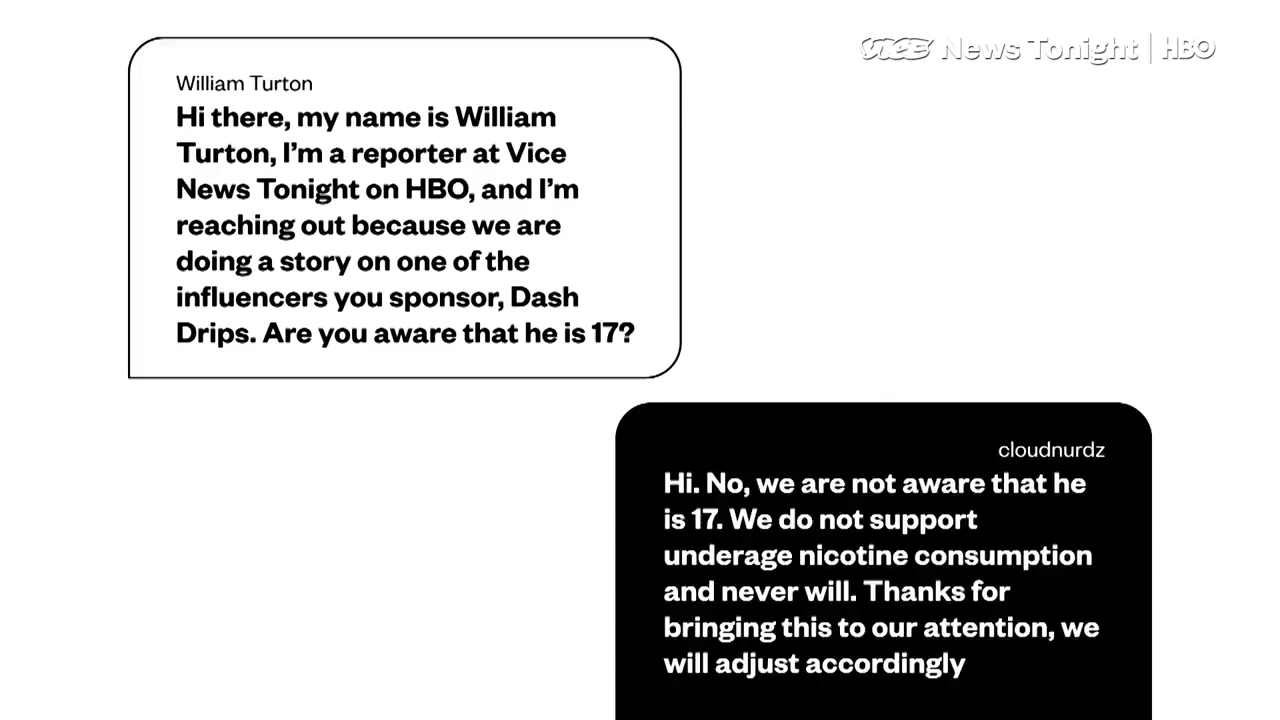 VICE News Tonight | HBO
William Turton
Hi there, my name is William
Turton, I'm a reporter at Vice
News Tonight on HBO, and I'm
reaching out because we are
doing a story on one of the
influencers you sponsor, Dash
Drips. Are you aware that he is 17?
cloudnurdz
Hi. No, we are not aware that he
is 17. We do not support
underage nicotine consumption
and never will. Thanks for
bringing this to our attention, we
will adjust accordingly